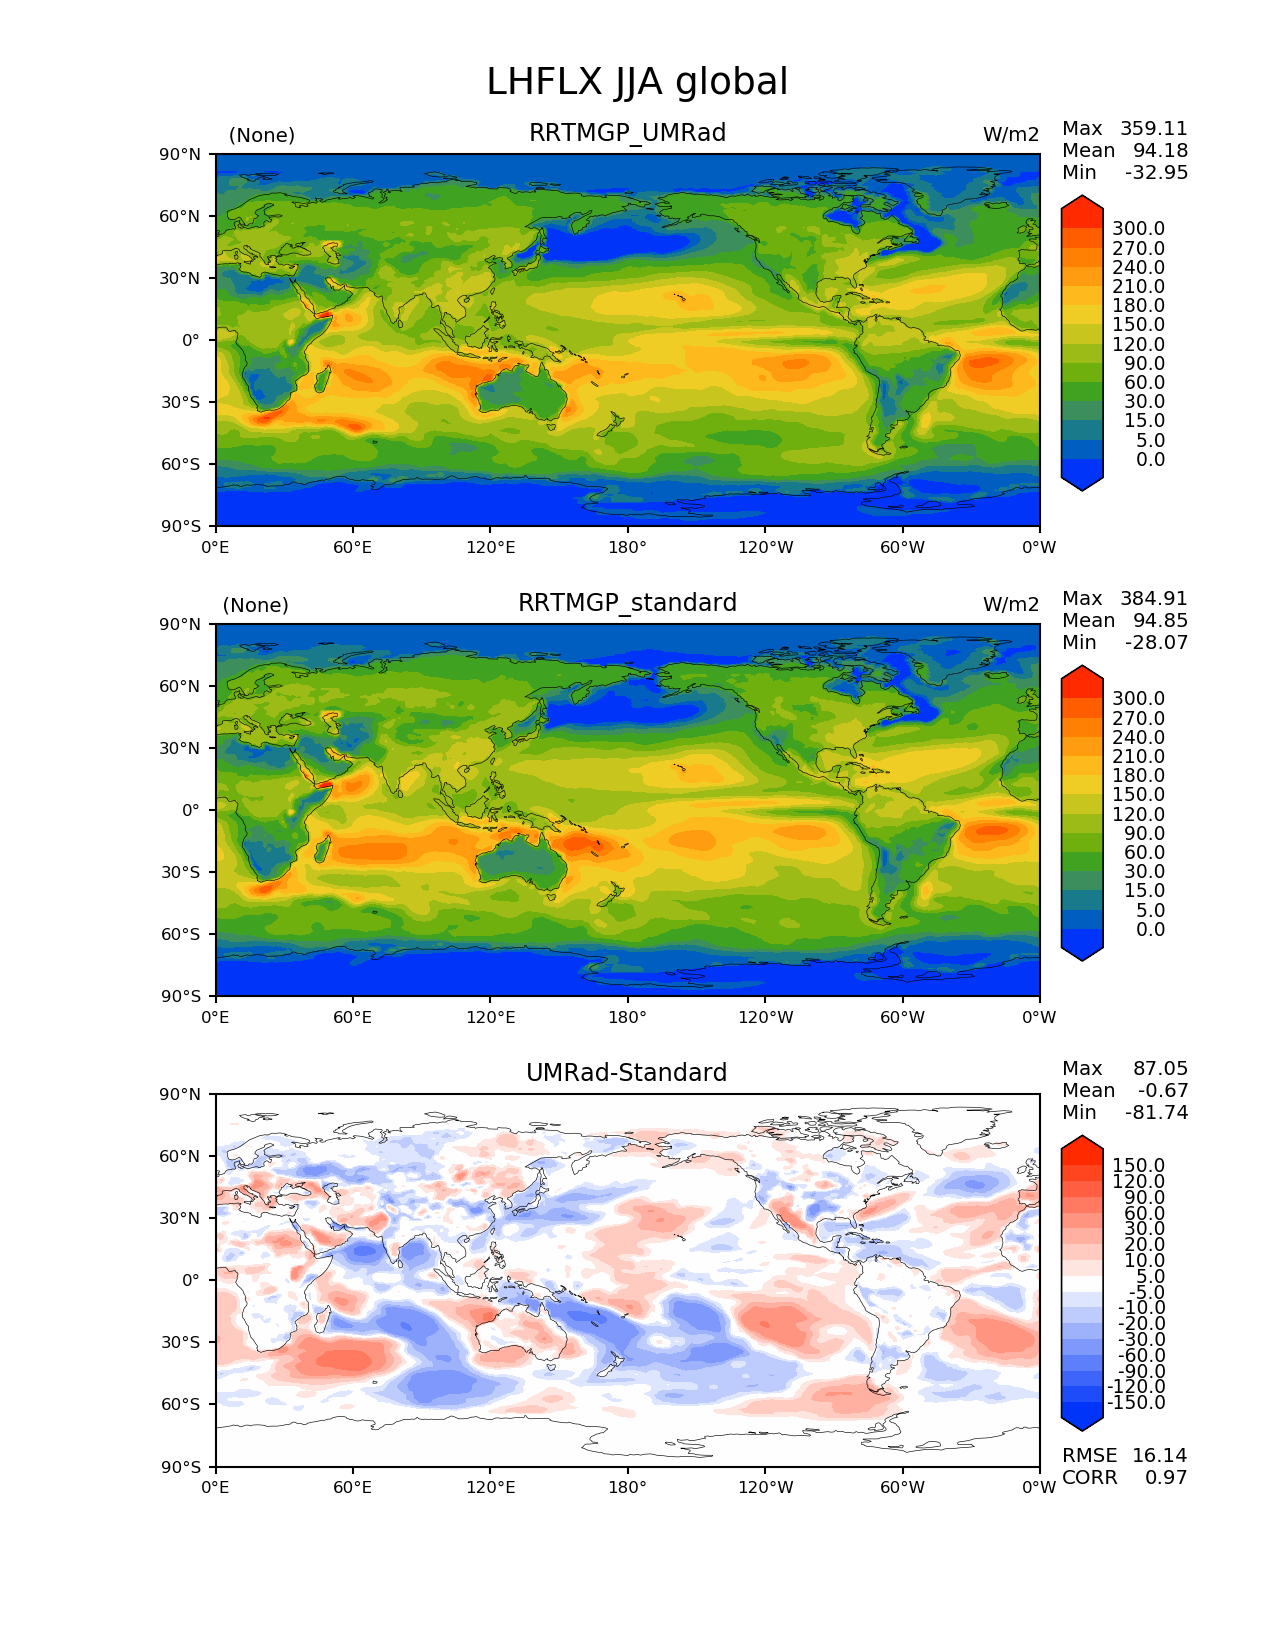 LHFLX JJA global
(None) RRTMGP_UMRad W/m2
Max 359.11
Mean 94.18
Min -32.95
90°N
60°N
30°N
0°
30°S
60°S
90°S
0°E 60°E 120°E 180° 120°W 60°W 0°W
300.0
270.0
240.0
210.0
180.0
150.0
120.0
90.0
60.0
30.0
15.0
5.0
0.0
(None) RRTMGP_standard W/m2
Max 384.91
Mean 94.85
Min -28.07
90°N
60°N
30°N
0°
30°S
60°S
90°S
0°E 60°E 120°E 180° 120°W 60°W 0°W
300.0
270.0
240.0
210.0
180.0
150.0
120.0
90.0
60.0
30.0
15.0
5.0
0.0
UMRad-Standard
Max 87.05
Mean -0.67
Min -81.74
90°N
60°N
30°N
0°
30°S
60°S
90°S
0°E 60°E 120°E 180° 120°W 60°W 0°W
150.0
120.0
90.0
60.0
30.0
20.0
10.0
5.0
-5.0
-10.0
-20.0
-30.0
-60.0
-90.0
-120.0
-150.0
RMSE 16.14
CORR 0.97